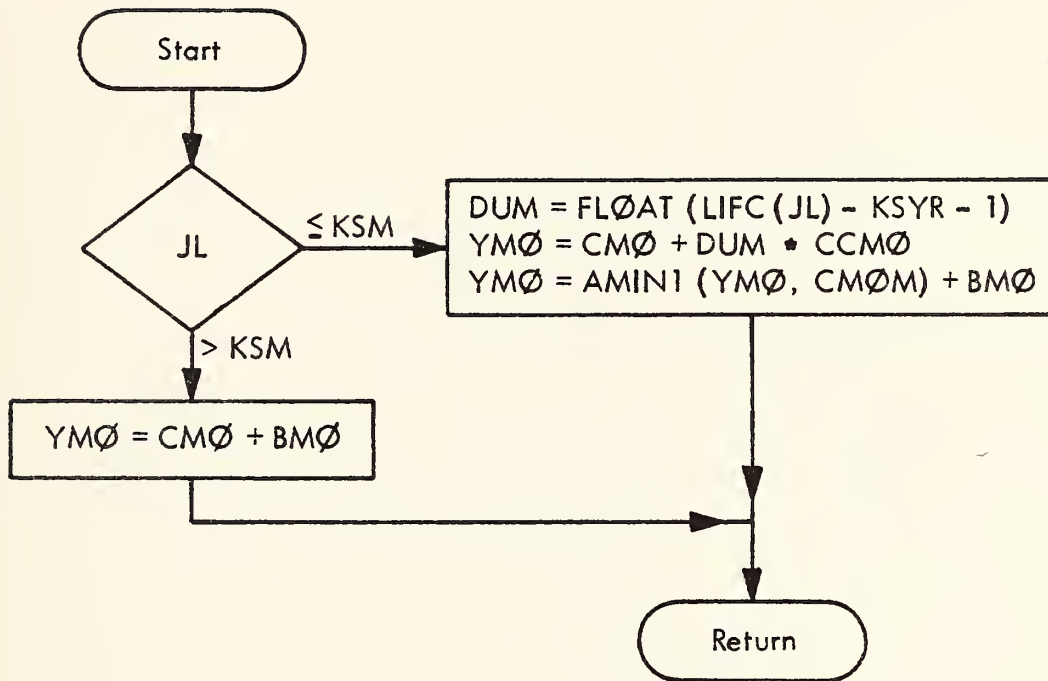 Start
JL
≤ KSM
DUM = FLØAT (LIFC (JL) - KSYR - 1)
YMØ = CMØ + DUM * CCMØ
YMØ = AMIN1 (YMØ, CMØM) + BMØ
> KSM
YMØ = CMØ + BMØ
Return